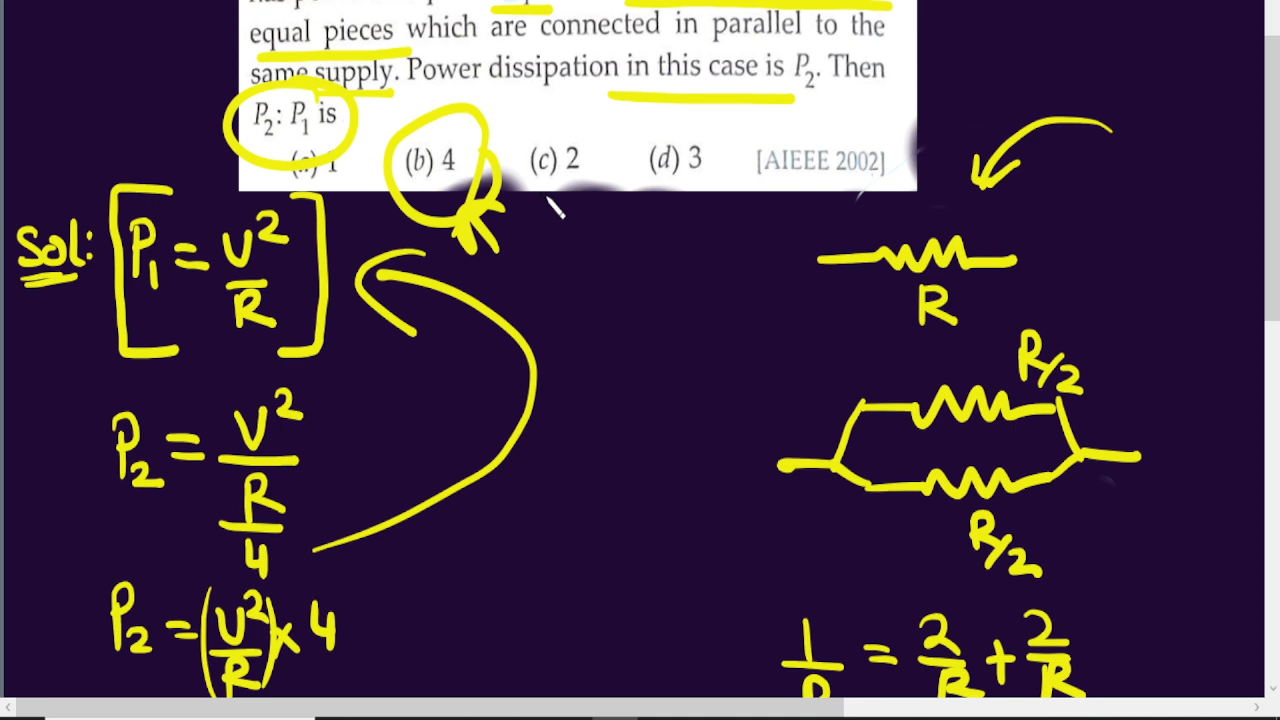 equal pieces which are connected in parallel to the
same supply. Power dissipation in this case is P₂. Then
P₂: P₁ is
(a) 1 (b) 4 (c) 2 (d) 3 [AIEEE 2002]
Sol: [P₁ = V²/R]
R
R/2
P₂ = V²/(R/4)
R/2
P₂ = (V²/R) × 4
1/R = 2/R + 2/R